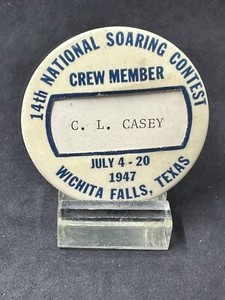 14th NATIONAL SOARING CONTEST
CREW MEMBER
C. L. CASEY
JULY 4-20
1947
WICHITA FALLS, TEXAS